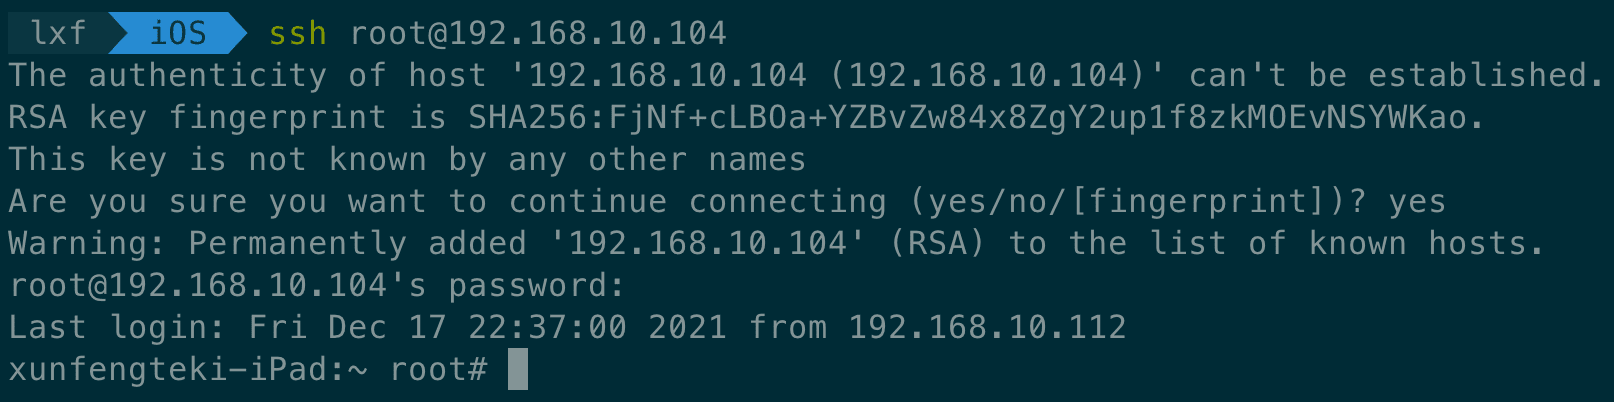 lxf iOS ssh root@192.168.10.104
The authenticity of host '192.168.10.104 (192.168.10.104)' can't be established.
RSA key fingerprint is SHA256:FjNf+cLBOa+YZBvZw84x8ZgY2up1f8zkMOEvNSYWKao.
This key is not known by any other names
Are you sure you want to continue connecting (yes/no/[fingerprint])? yes
Warning: Permanently added '192.168.10.104' (RSA) to the list of known hosts.
root@192.168.10.104's password:
Last login: Fri Dec 17 22:37:00 2021 from 192.168.10.112
xunfengteki-iPad:~ root#